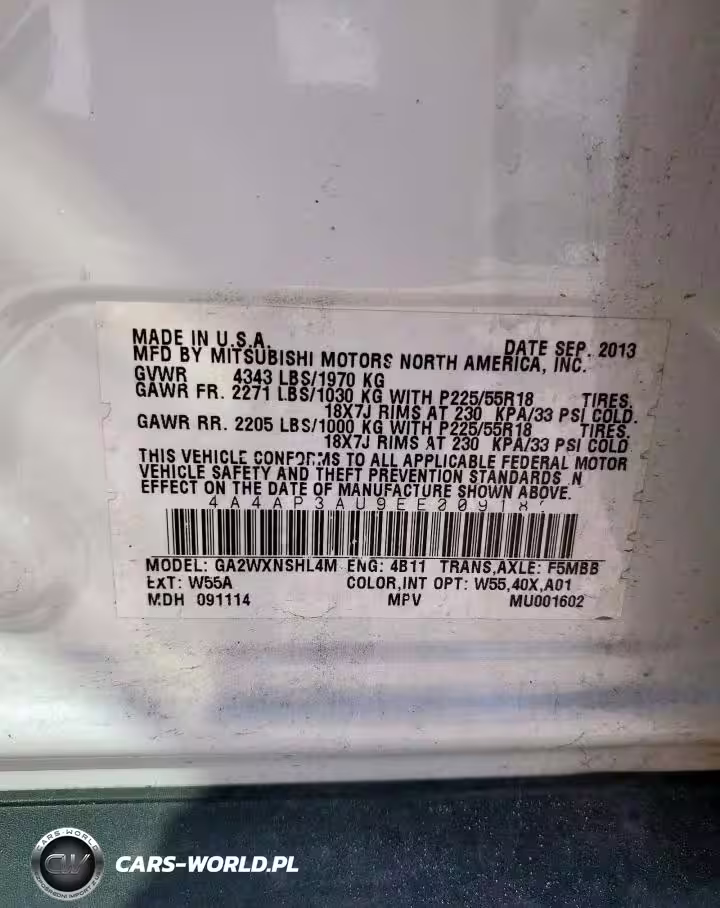 MADE IN U.S.A. DATE SEP. 2013
MFD BY MITSUBISHI MOTORS NORTH AMERICA, INC.
GVWR 4343 LBS/1970 KG
GAWR FR. 2271 LBS/1030 KG WITH P225/55R18 TIRES,
18X7J RIMS AT 230 KPA/33 PSI COLD.
GAWR RR. 2205 LBS/1000 KG WITH P225/55R18 TIRES,
18X7J RIMS AT 230 KPA/33 PSI COLD
THIS VEHICLE CONFORMS TO ALL APPLICABLE FEDERAL MOTOR
VEHICLE SAFETY AND THEFT PREVENTION STANDARDS IN
EFFECT ON THE DATE OF MANUFACTURE SHOWN ABOVE.
MODEL: GA2WXNSHL4M ENG: 4B11 TRANS,AXLE: F5MBB
EXT: W55A COLOR,INT OPT: W55,40X,A01
MDH 091114 MPV MU001602
CARS-WORLD
CW
CARS-WORLD.PL